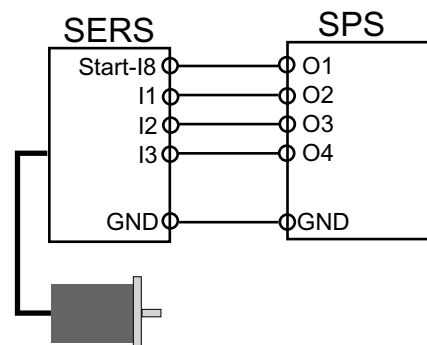 SERS SPS
Start-I8 O1
I1 O2
I2 O3
I3 O4
GND GND